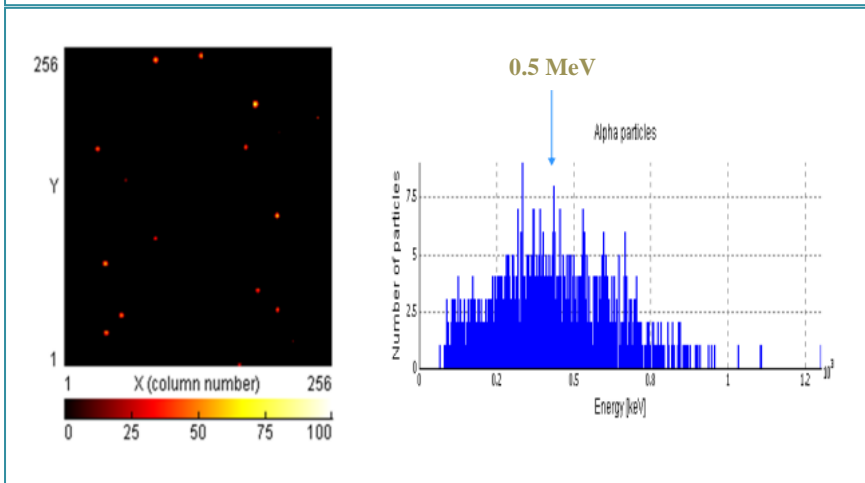 256
Y
1
1 X (column number) 256
0 25 50 75 100
0.5 MeV
Alpha particles
Number of particles
7.5
5
2.5
0
0 0.2 0.5 0.8 1 1.2
Energy [keV]